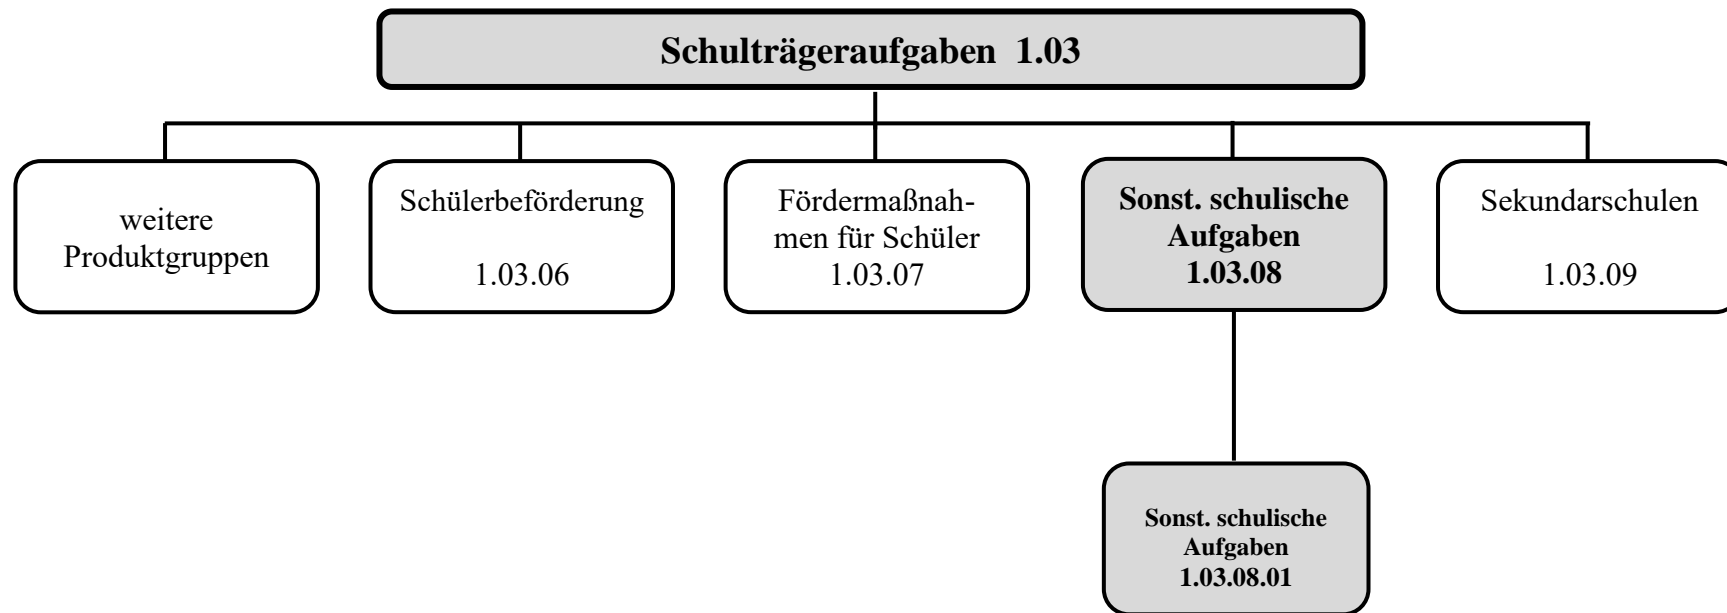 Schulträgeraufgaben  1.03
weitere
Produktgruppen
Schülerbeförderung
1.03.06
Fördermaßnah-
men für Schüler
1.03.07
Sonst. schulische
Aufgaben
1.03.08
Sekundarschulen
1.03.09
Sonst. schulische
Aufgaben
1.03.08.01